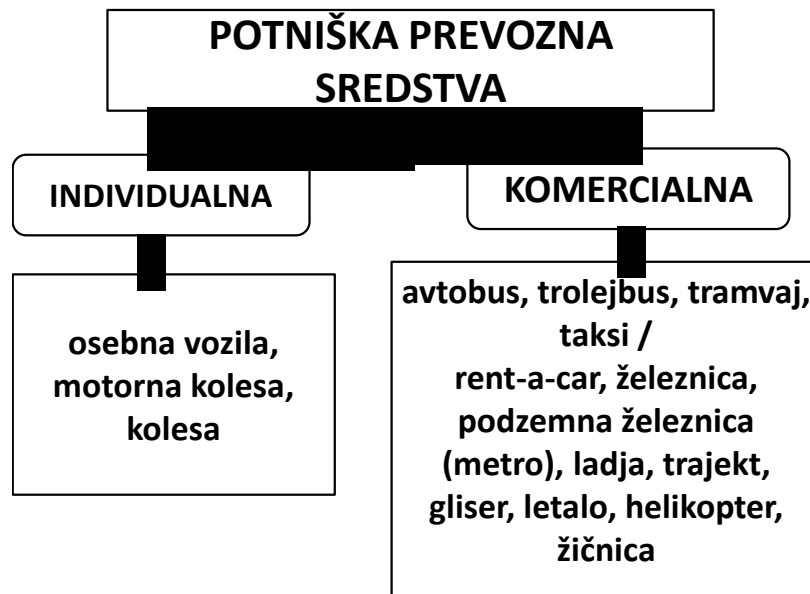 POTNIŠKA PREVOZNA
SREDSTVA
INDIVIDUALNA
KOMERCIALNA
osebna vozila,
motorna kolesa,
kolesa
avtobus, trolejbus, tramvaj,
taksi /
rent-a-car, železnica,
podzemna železnica
(metro), ladja, trajekt,
gliser, letalo, helikopter,
žičnica